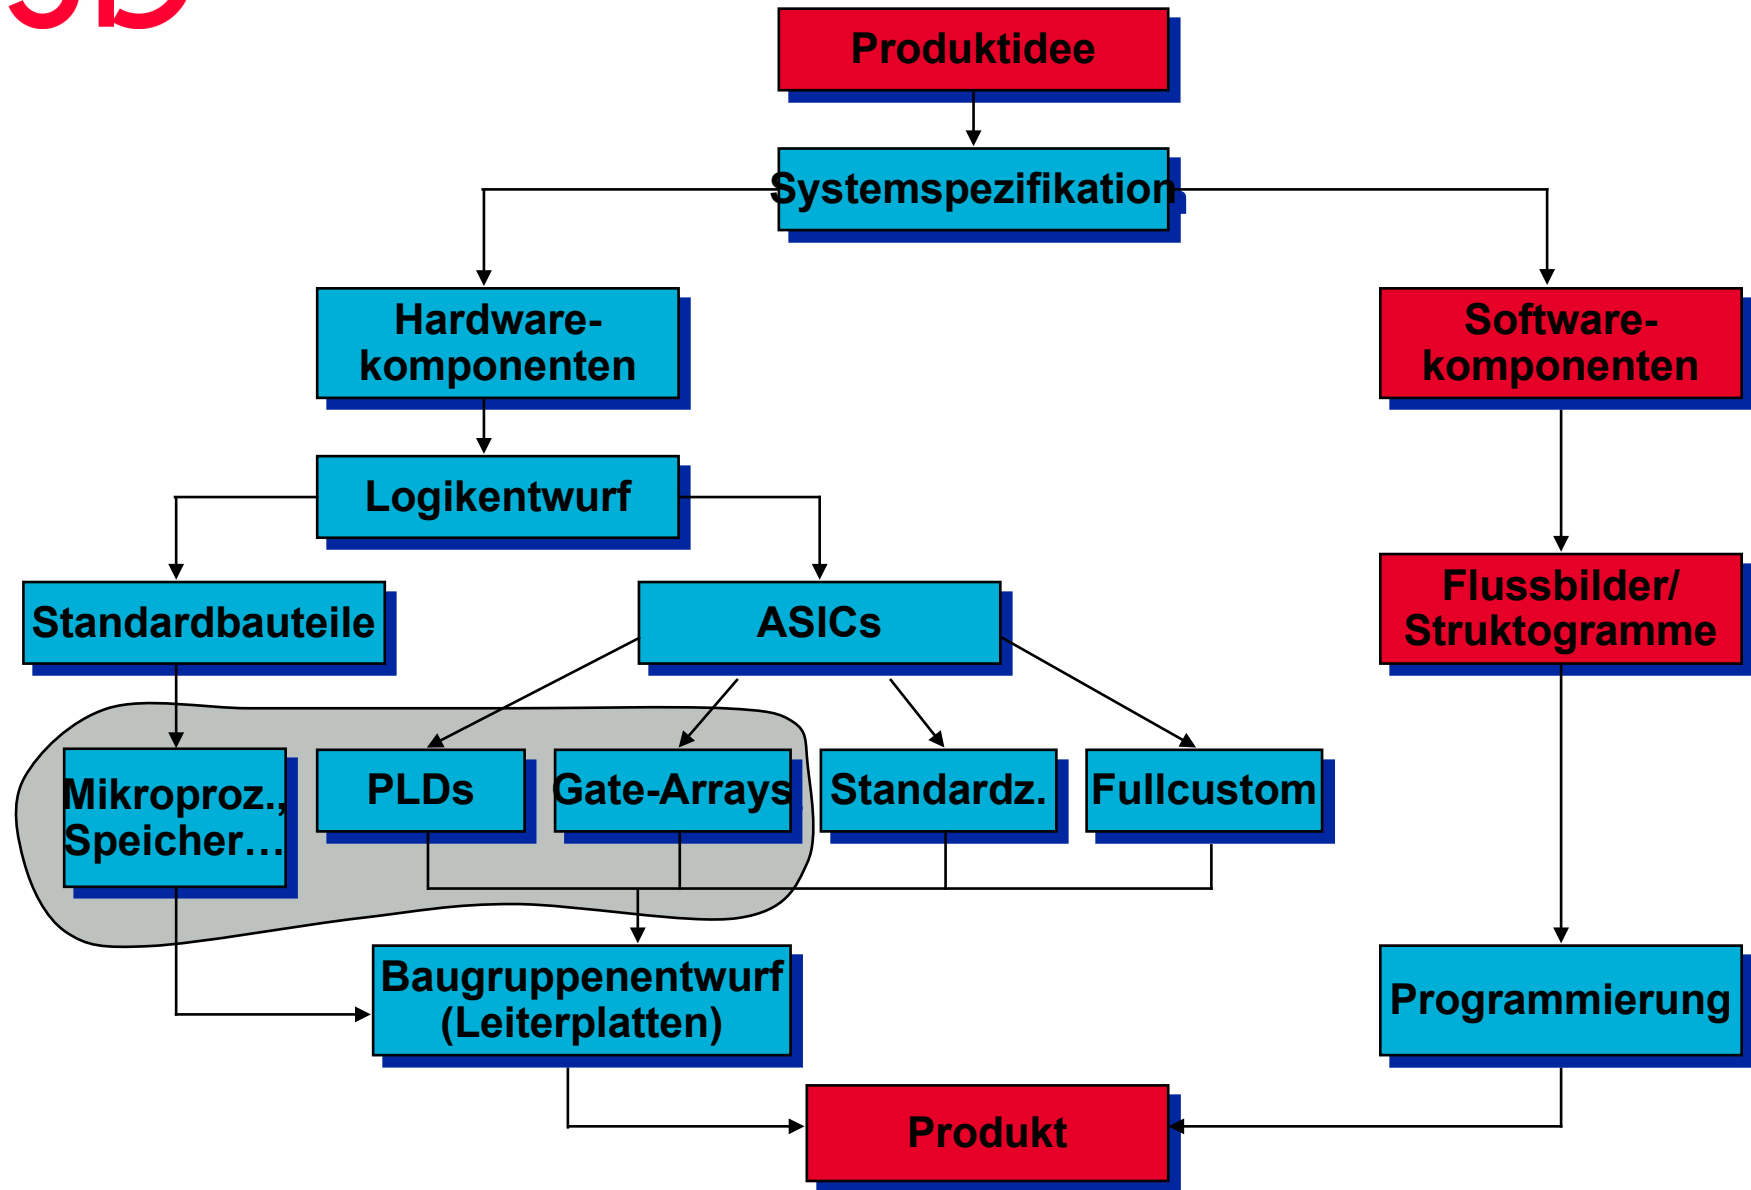 Produktidee
Systemspezifikation
Hardware-
komponenten
Software-
komponenten
Logikentwurf
Standardbauteile
ASICs
Flussbilder/
Struktogramme
Mikroproz.,
Speicher…
PLDs
Gate-Arrays
Standardz.
Fullcustom
Baugruppenentwurf
(Leiterplatten)
Programmierung
Produkt